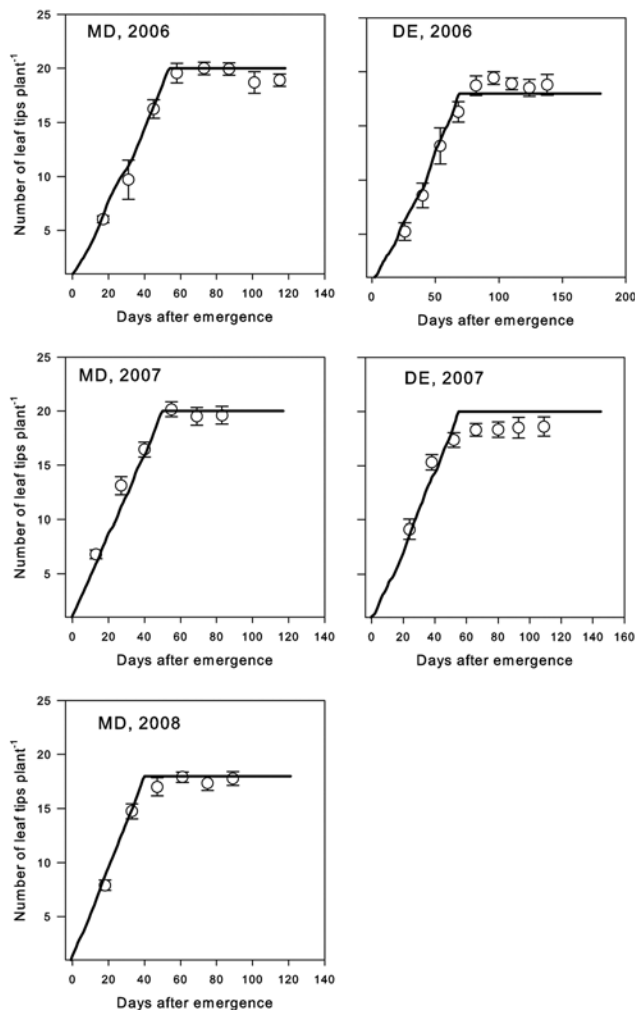 MD, 2006
25
20
15
10
5
Number of leaf tips plant-1
0 20 40 60 80 100 120 140
Days after emergence
DE, 2006
0 50 100 150 200
Days after emergence
MD, 2007
25
20
15
10
5
Number of leaf tips plant-1
0 20 40 60 80 100 120 140
Days after emergence
DE, 2007
0 20 40 60 80 100 120 140 160
Days after emergence
MD, 2008
25
20
15
10
5
Number of leaf tips plant-1
0 20 40 60 80 100 120 140
Days after emergence